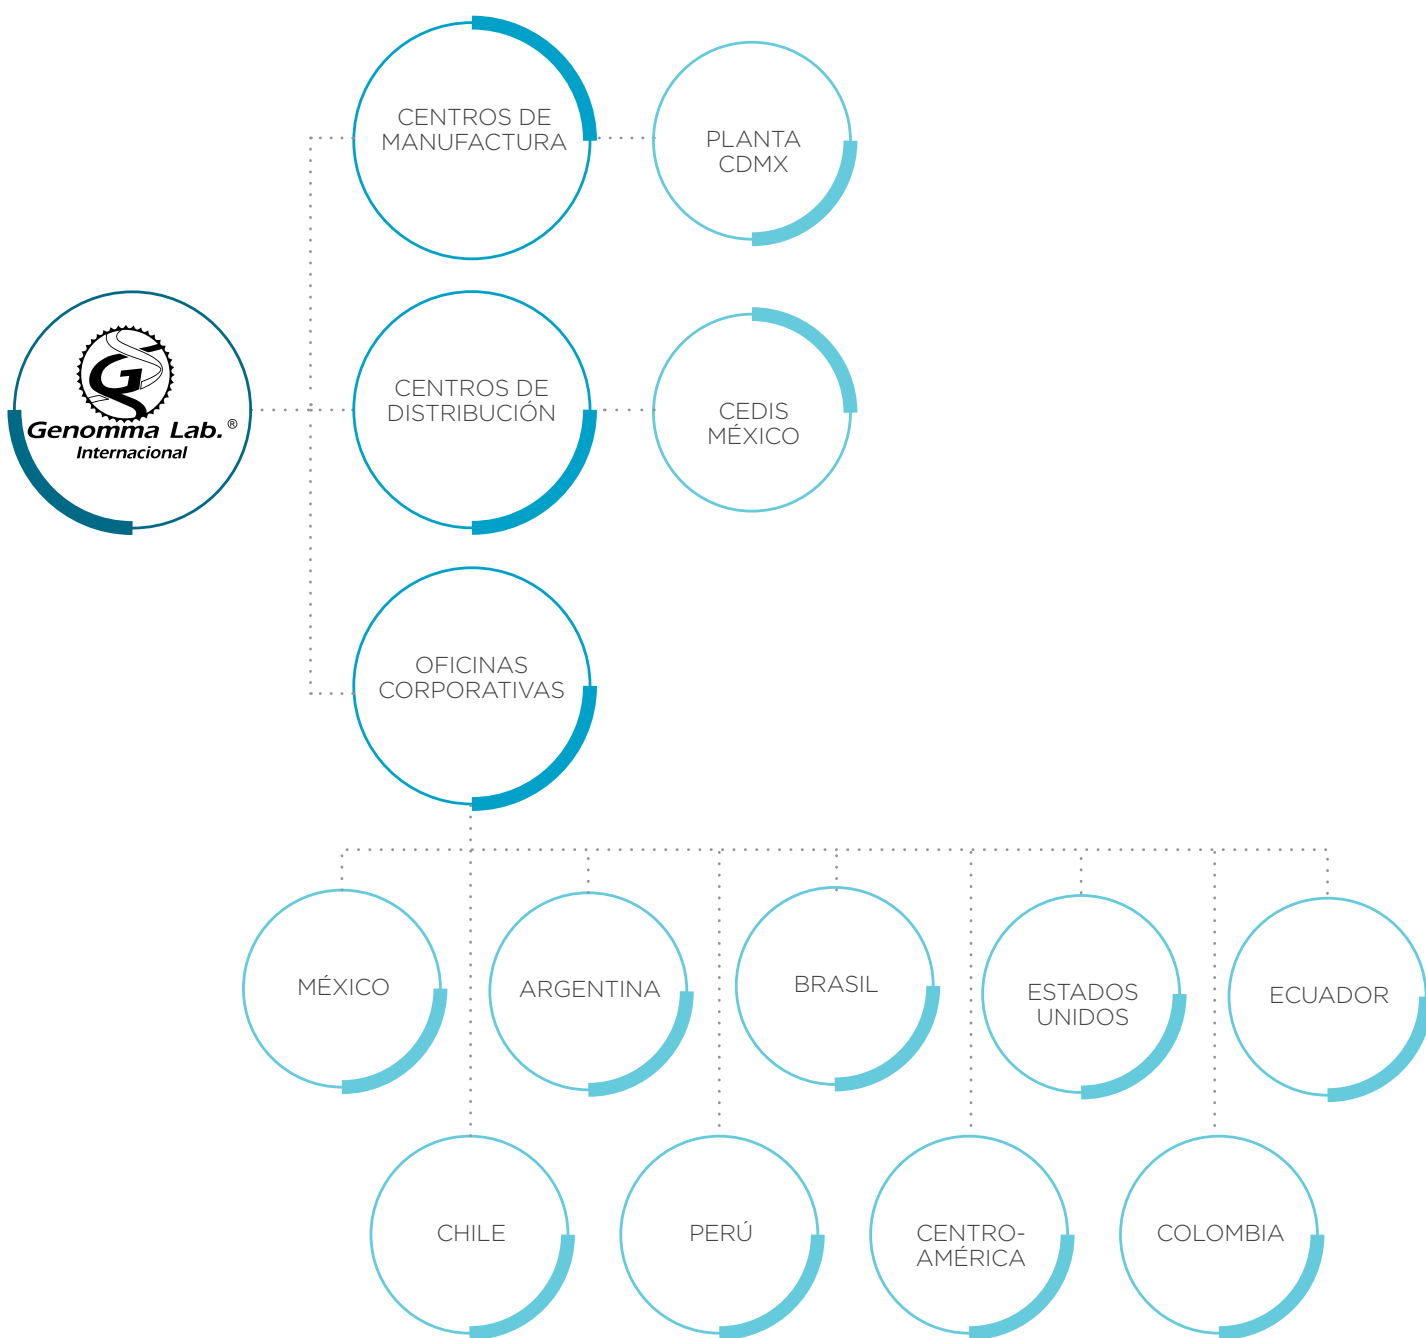 CENTROS DE
MANUFACTURA
PLANTA
CDMX
Genomma Lab.®
Internacional
CENTROS DE
DISTRIBUCIÓN
CEDIS
MÉXICO
OFICINAS
CORPORATIVAS
MÉXICO
ARGENTINA
BRASIL
ESTADOS
UNIDOS
ECUADOR
CHILE
PERÚ
CENTRO-
AMÉRICA
COLOMBIA